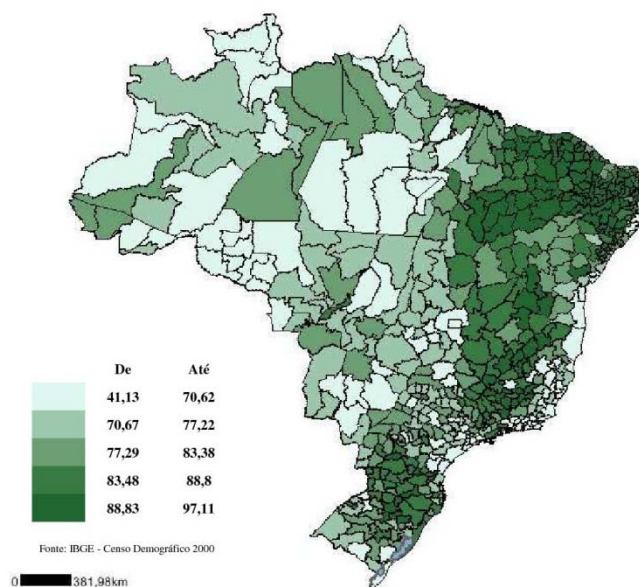 De Até
41,13 70,62
70,67 77,22
77,29 83,38
83,48 88,8
88,83 97,11
Fonte: IBGE - Censo Demográfico 2000
0 381,98km